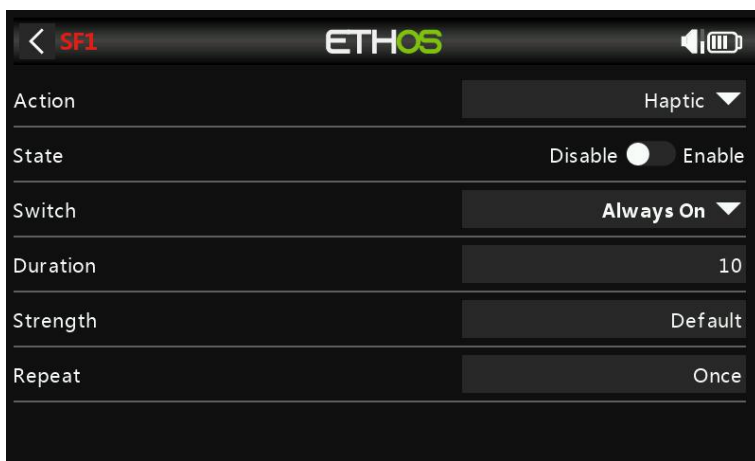 SF1 ETHOS
Action Haptic
State Disable Enable
Switch Always On
Duration 10
Strength Default
Repeat Once